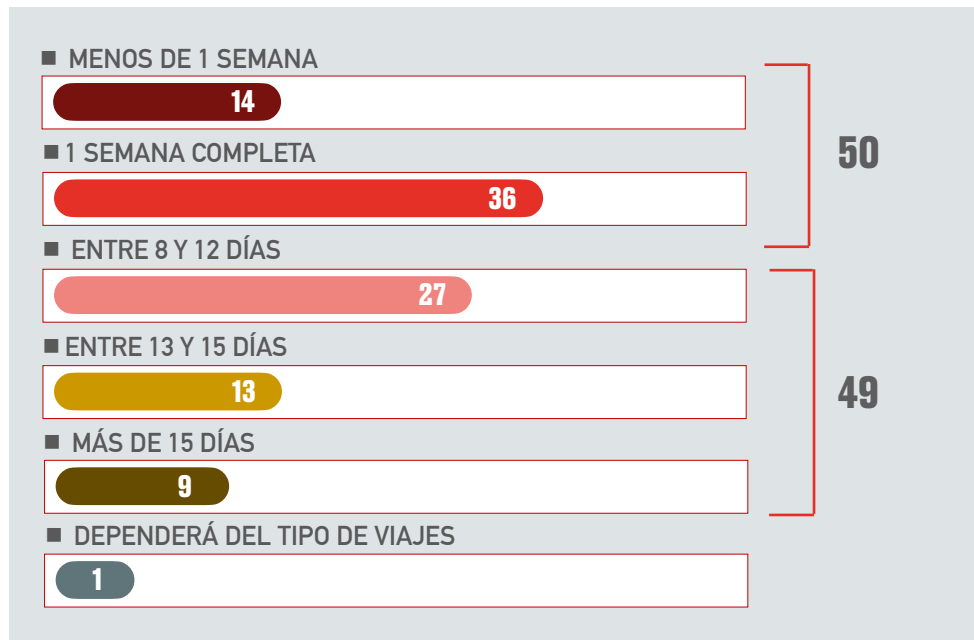 ■ MENOS DE 1 SEMANA
14
■ 1 SEMANA COMPLETA
36
50
■ ENTRE 8 Y 12 DÍAS
27
■ ENTRE 13 Y 15 DÍAS
13
■ MÁS DE 15 DÍAS
9
49
■ DEPENDERÁ DEL TIPO DE VIAJES
1